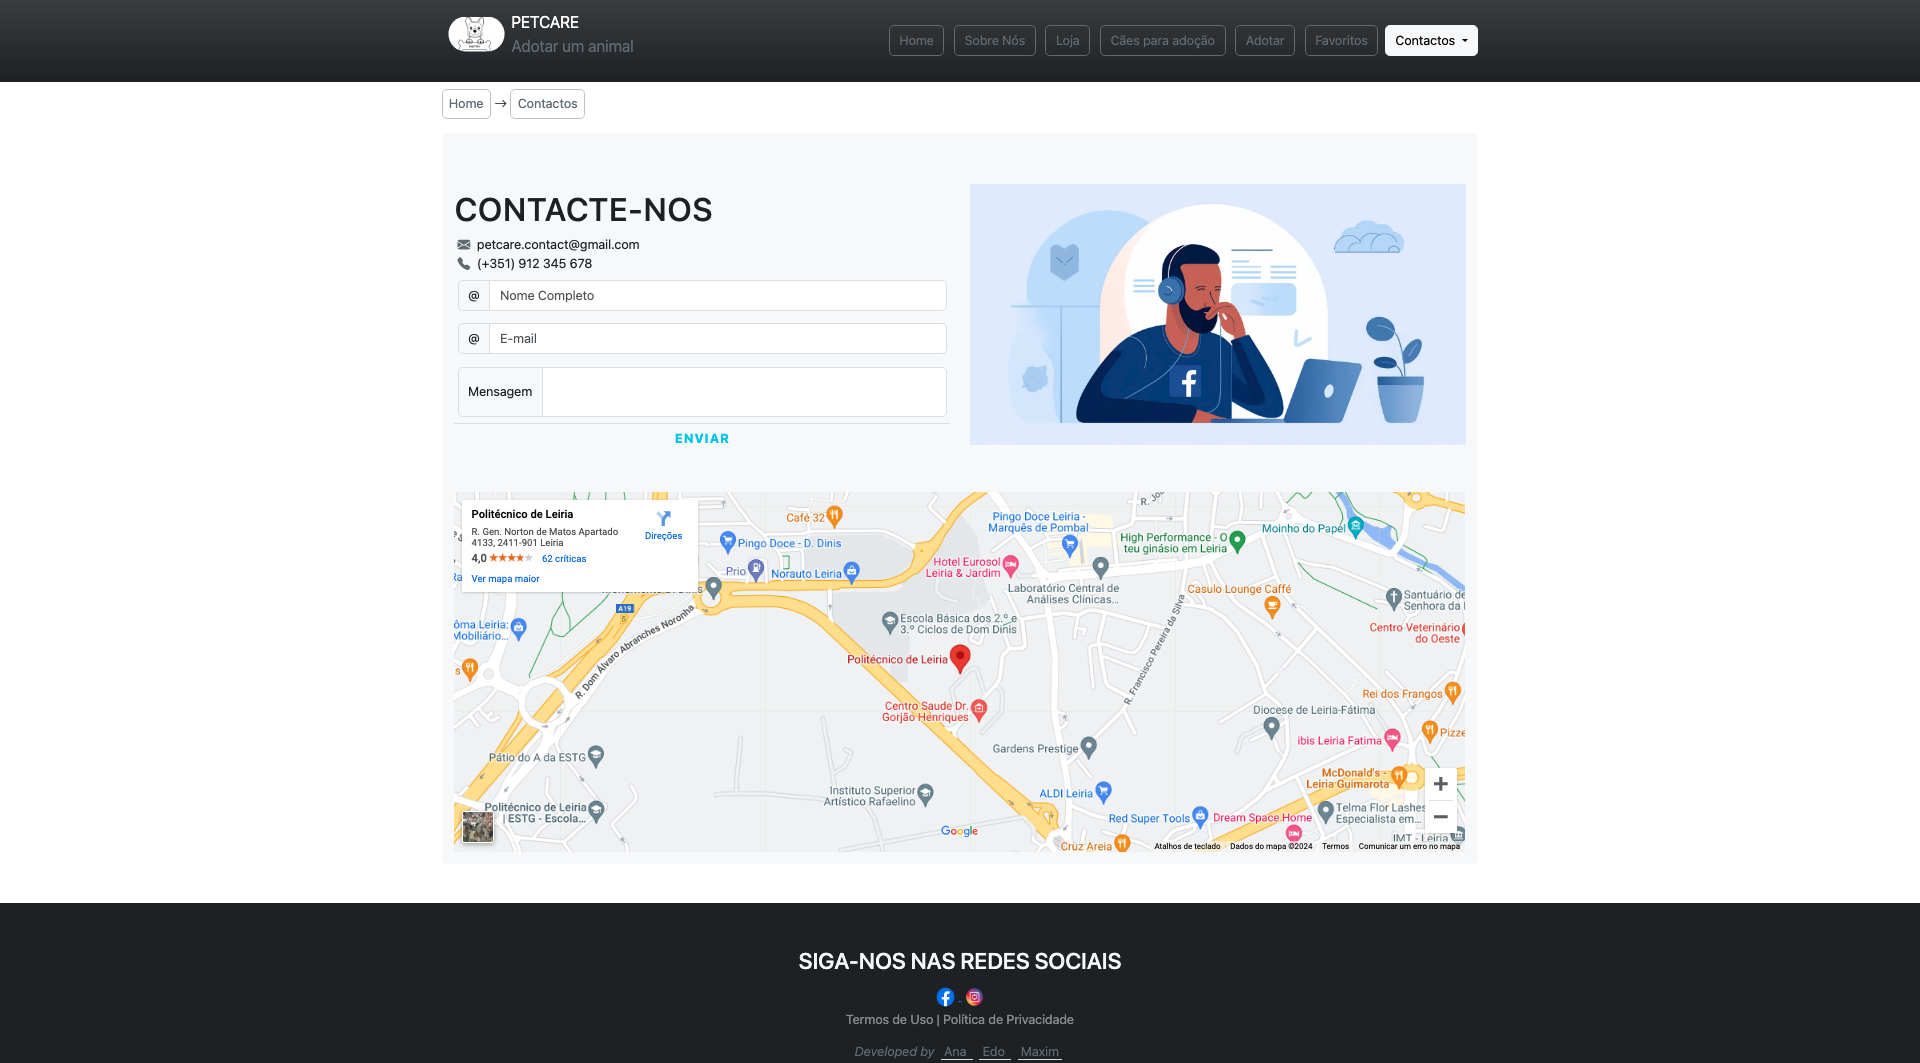 PETCARE
Adotar um animal
Home
Sobre Nós
Loja
Cães para adoção
Adotar
Favoritos
Contactos
Home → Contactos
CONTACTE-NOS
petcare.contact@gmail.com
(+351) 912 345 678
@ Nome Completo
@ E-mail
Mensagem
ENVIAR
Politécnico de Leiria
R. Gen. Norton de Matos Apartado
4133, 2411-901 Leiria
Direções
4,0
62 críticas
Ver mapa maior
Café 32
Pingo Doce Leiria -
Marquês de Pombal
Moinho do Papel
Pingo Doce - D. Dinis
High Performance - O
teu ginásio em Leiria
Prio
Norauto Leiria
Hotel Eurosol
Leiria & Jardim
Laboratório Central de
Análises Clínicas...
Casulo Lounge Caffé
Santuário de
Senhora da
A19
5
R. Dom Álvaro Abranches Noronha
Escola Básica dos 2.º e
3.º Ciclos de Dom Dinis
R. Francisco Pereira da Silva
Centro Veterinário
do Oeste
ôma Leiria:
Mobiliário...
Politécnico de Leiria
Centro Saude Dr.
Gorjão Henriques
Rei dos Frangos
Diocese de Leiria-Fátima
ibis Leiria Fatima
Pizze
Gardens Prestige
Pátio do A da ESTG
McDonald's -
Leiria Guimarota
Instituto Superior
Artístico Rafaelino
ALDI Leiria
Politécnico de Leiria
| ESTG - Escola...
Red Super Tools
Dream Space Home
Telma Flor Lashes
Especialista em...
IMT - Leiria
Google
Cruz Areia
Atalhos de teclado
Dados do mapa ©2024
Termos
Comunicar um erro no mapa
SIGA-NOS NAS REDES SOCIAIS
Termos de Uso | Política de Privacidade
Developed by Ana Edo Maxim